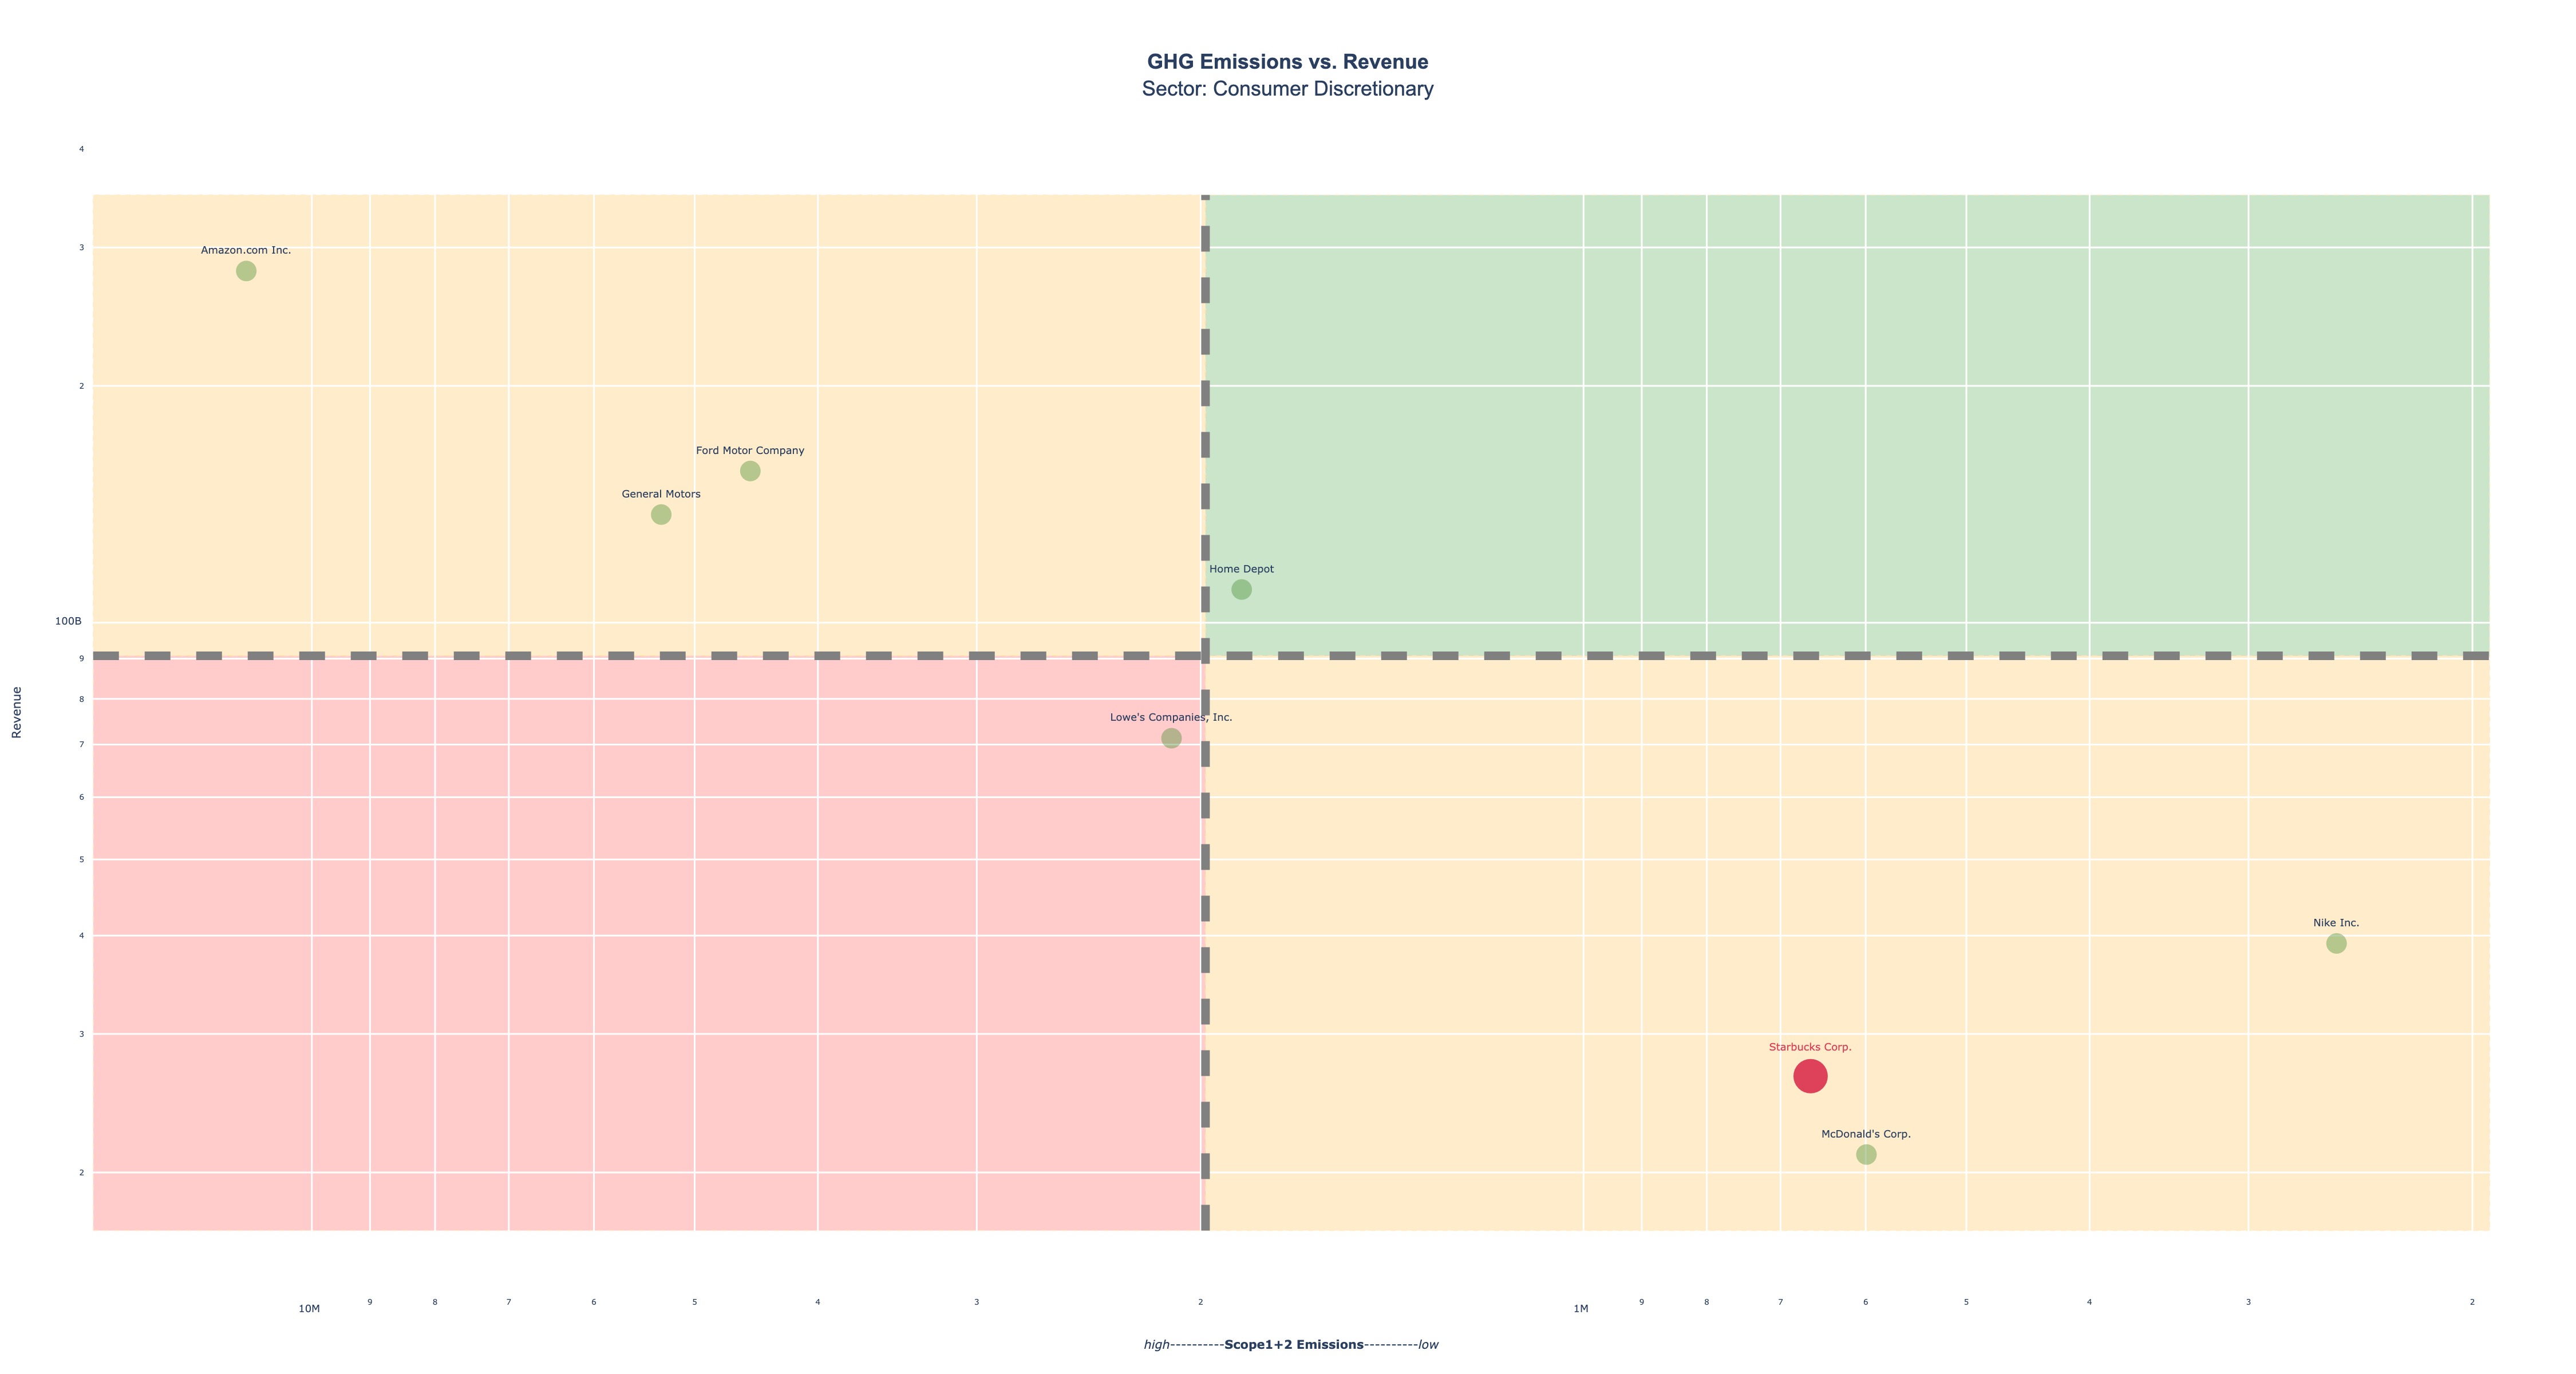 GHG Emissions vs. Revenue
Sector: Consumer Discretionary
4
3
2
100B
9
8
7
6
5
4
3
2
Revenue
Amazon.com Inc.
Ford Motor Company
General Motors
Home Depot
Lowe's Companies, Inc.
Nike Inc.
Starbucks Corp.
McDonald's Corp.
10M 9 8 7 6 5 4 3 2 1M 9 8 7 6 5 4 3 2
high----------Scope1+2 Emissions----------low